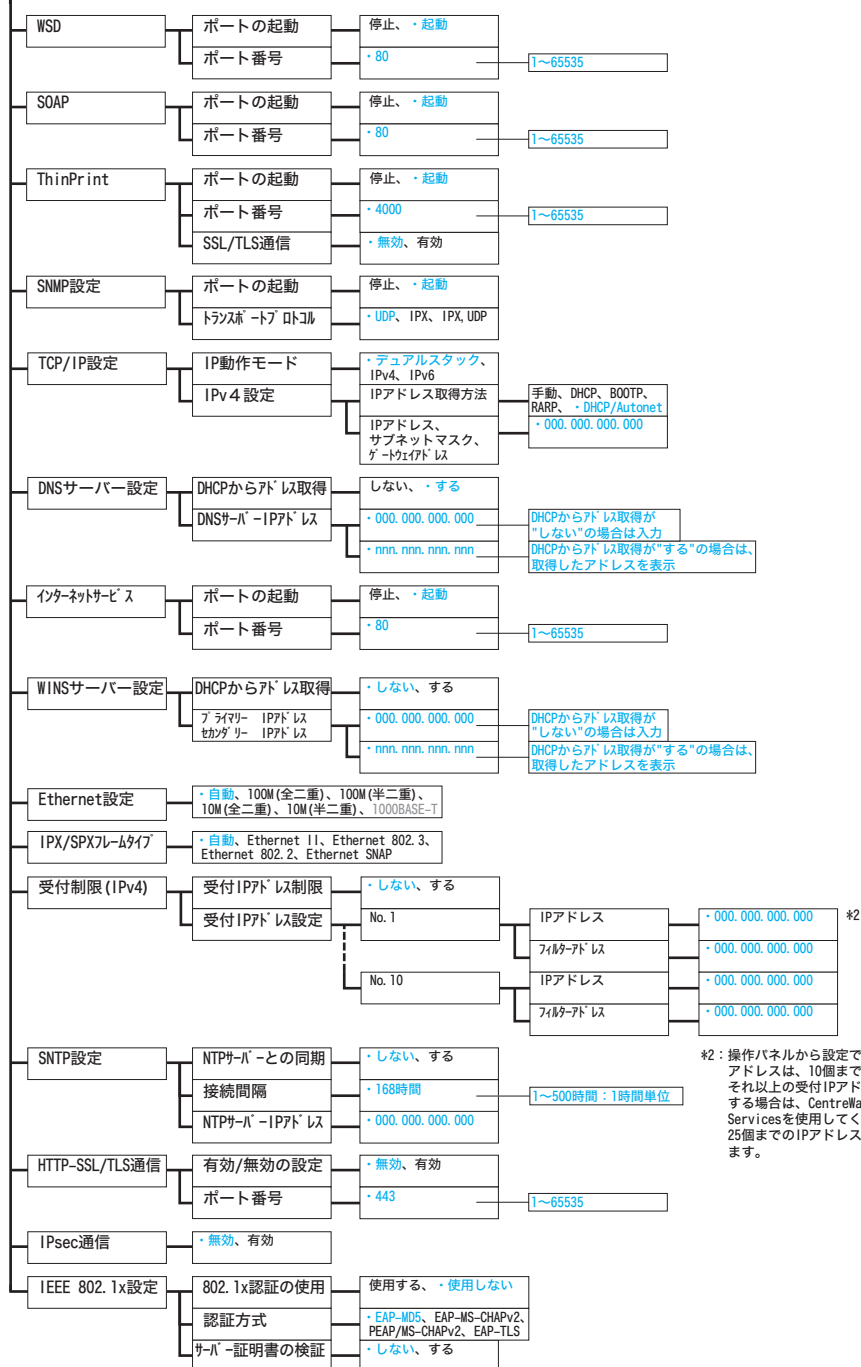 WSD
ポートの起動
停止、・起動
ポート番号
・80
1～65535
SOAP
ポートの起動
停止、・起動
ポート番号
・80
1～65535
ThinPrint
ポートの起動
停止、・起動
ポート番号
・4000
1～65535
SSL/TLS通信
・無効、有効
SNMP設定
ポートの起動
停止、・起動
ﾄﾗﾝｽﾎﾟｰﾄﾌﾟﾛﾄｺﾙ
・UDP、IPX、IPX,UDP
TCP/IP設定
IP動作モード
・デュアルスタック、
IPv4、IPv6
IPv４設定
IPアドレス取得方法
手動、DHCP、BOOTP、
RARP、・DHCP/Autonet
IPアドレス、
サブネットマスク、
ｹﾞｰﾄｳｪｲｱﾄﾞﾚｽ
・000.000.000.000
DNSサーバー設定
DHCPからｱﾄﾞﾚｽ取得
しない、・する
DNSｻｰﾊﾞｰIPｱﾄﾞﾚｽ
・000.000.000.000
DHCPからｱﾄﾞﾚｽ取得が
"しない"の場合は入力
・nnn.nnn.nnn.nnn
DHCPからｱﾄﾞﾚｽ取得が"する"の場合は、
取得したアドレスを表示
ｲﾝﾀｰﾈｯﾄｻｰﾋﾞｽ
ポートの起動
停止、・起動
ポート番号
・80
1～65535
WINSサーバー設定
DHCPからｱﾄﾞﾚｽ取得
・しない、する
ﾌﾟﾗｲﾏﾘｰ IPｱﾄﾞﾚｽ
ｾｶﾝﾀﾞﾘｰ IPｱﾄﾞﾚｽ
・000.000.000.000
DHCPからｱﾄﾞﾚｽ取得が
"しない"の場合は入力
・nnn.nnn.nnn.nnn
DHCPからｱﾄﾞﾚｽ取得が"する"の場合は、
取得したアドレスを表示
Ethernet設定
・自動、100M(全二重)、100M(半二重)、
10M(全二重)、10M(半二重)、1000BASE-T
IPX/SPXﾌﾚｰﾑﾀｲﾌﾟ
・自動、Ethernet II、Ethernet 802.3、
Ethernet 802.2、Ethernet SNAP
受付制限(IPv4)
受付IPｱﾄﾞﾚｽ制限
・しない、する
受付IPｱﾄﾞﾚｽ設定
No.1
IPアドレス
・000.000.000.000
*2
ﾌｨﾙﾀｰｱﾄﾞﾚｽ
・000.000.000.000
No.10
IPアドレス
・000.000.000.000
ﾌｨﾙﾀｰｱﾄﾞﾚｽ
・000.000.000.000
*2：操作パネルから設定で
アドレスは、10個まで
それ以上の受付IPアド
する場合は、CentreWa
Servicesを使用してく
25個までのIPアドレス
ます。
SNTP設定
NTPｻｰﾊﾞｰとの同期
・しない、する
接続間隔
・168時間
1～500時間：1時間単位
NTPｻｰﾊﾞｰIPｱﾄﾞﾚｽ
・000.000.000.000
HTTP-SSL/TLS通信
有効/無効の設定
・無効、有効
ポート番号
・443
1～65535
IPsec通信
・無効、有効
IEEE 802.1x設定
802.1x認証の使用
使用する、・使用しない
認証方式
・EAP-MD5、EAP-MS-CHAPv2、
PEAP/MS-CHAPv2、EAP-TLS
ｻｰﾊﾞｰ証明書の検証
・しない、する